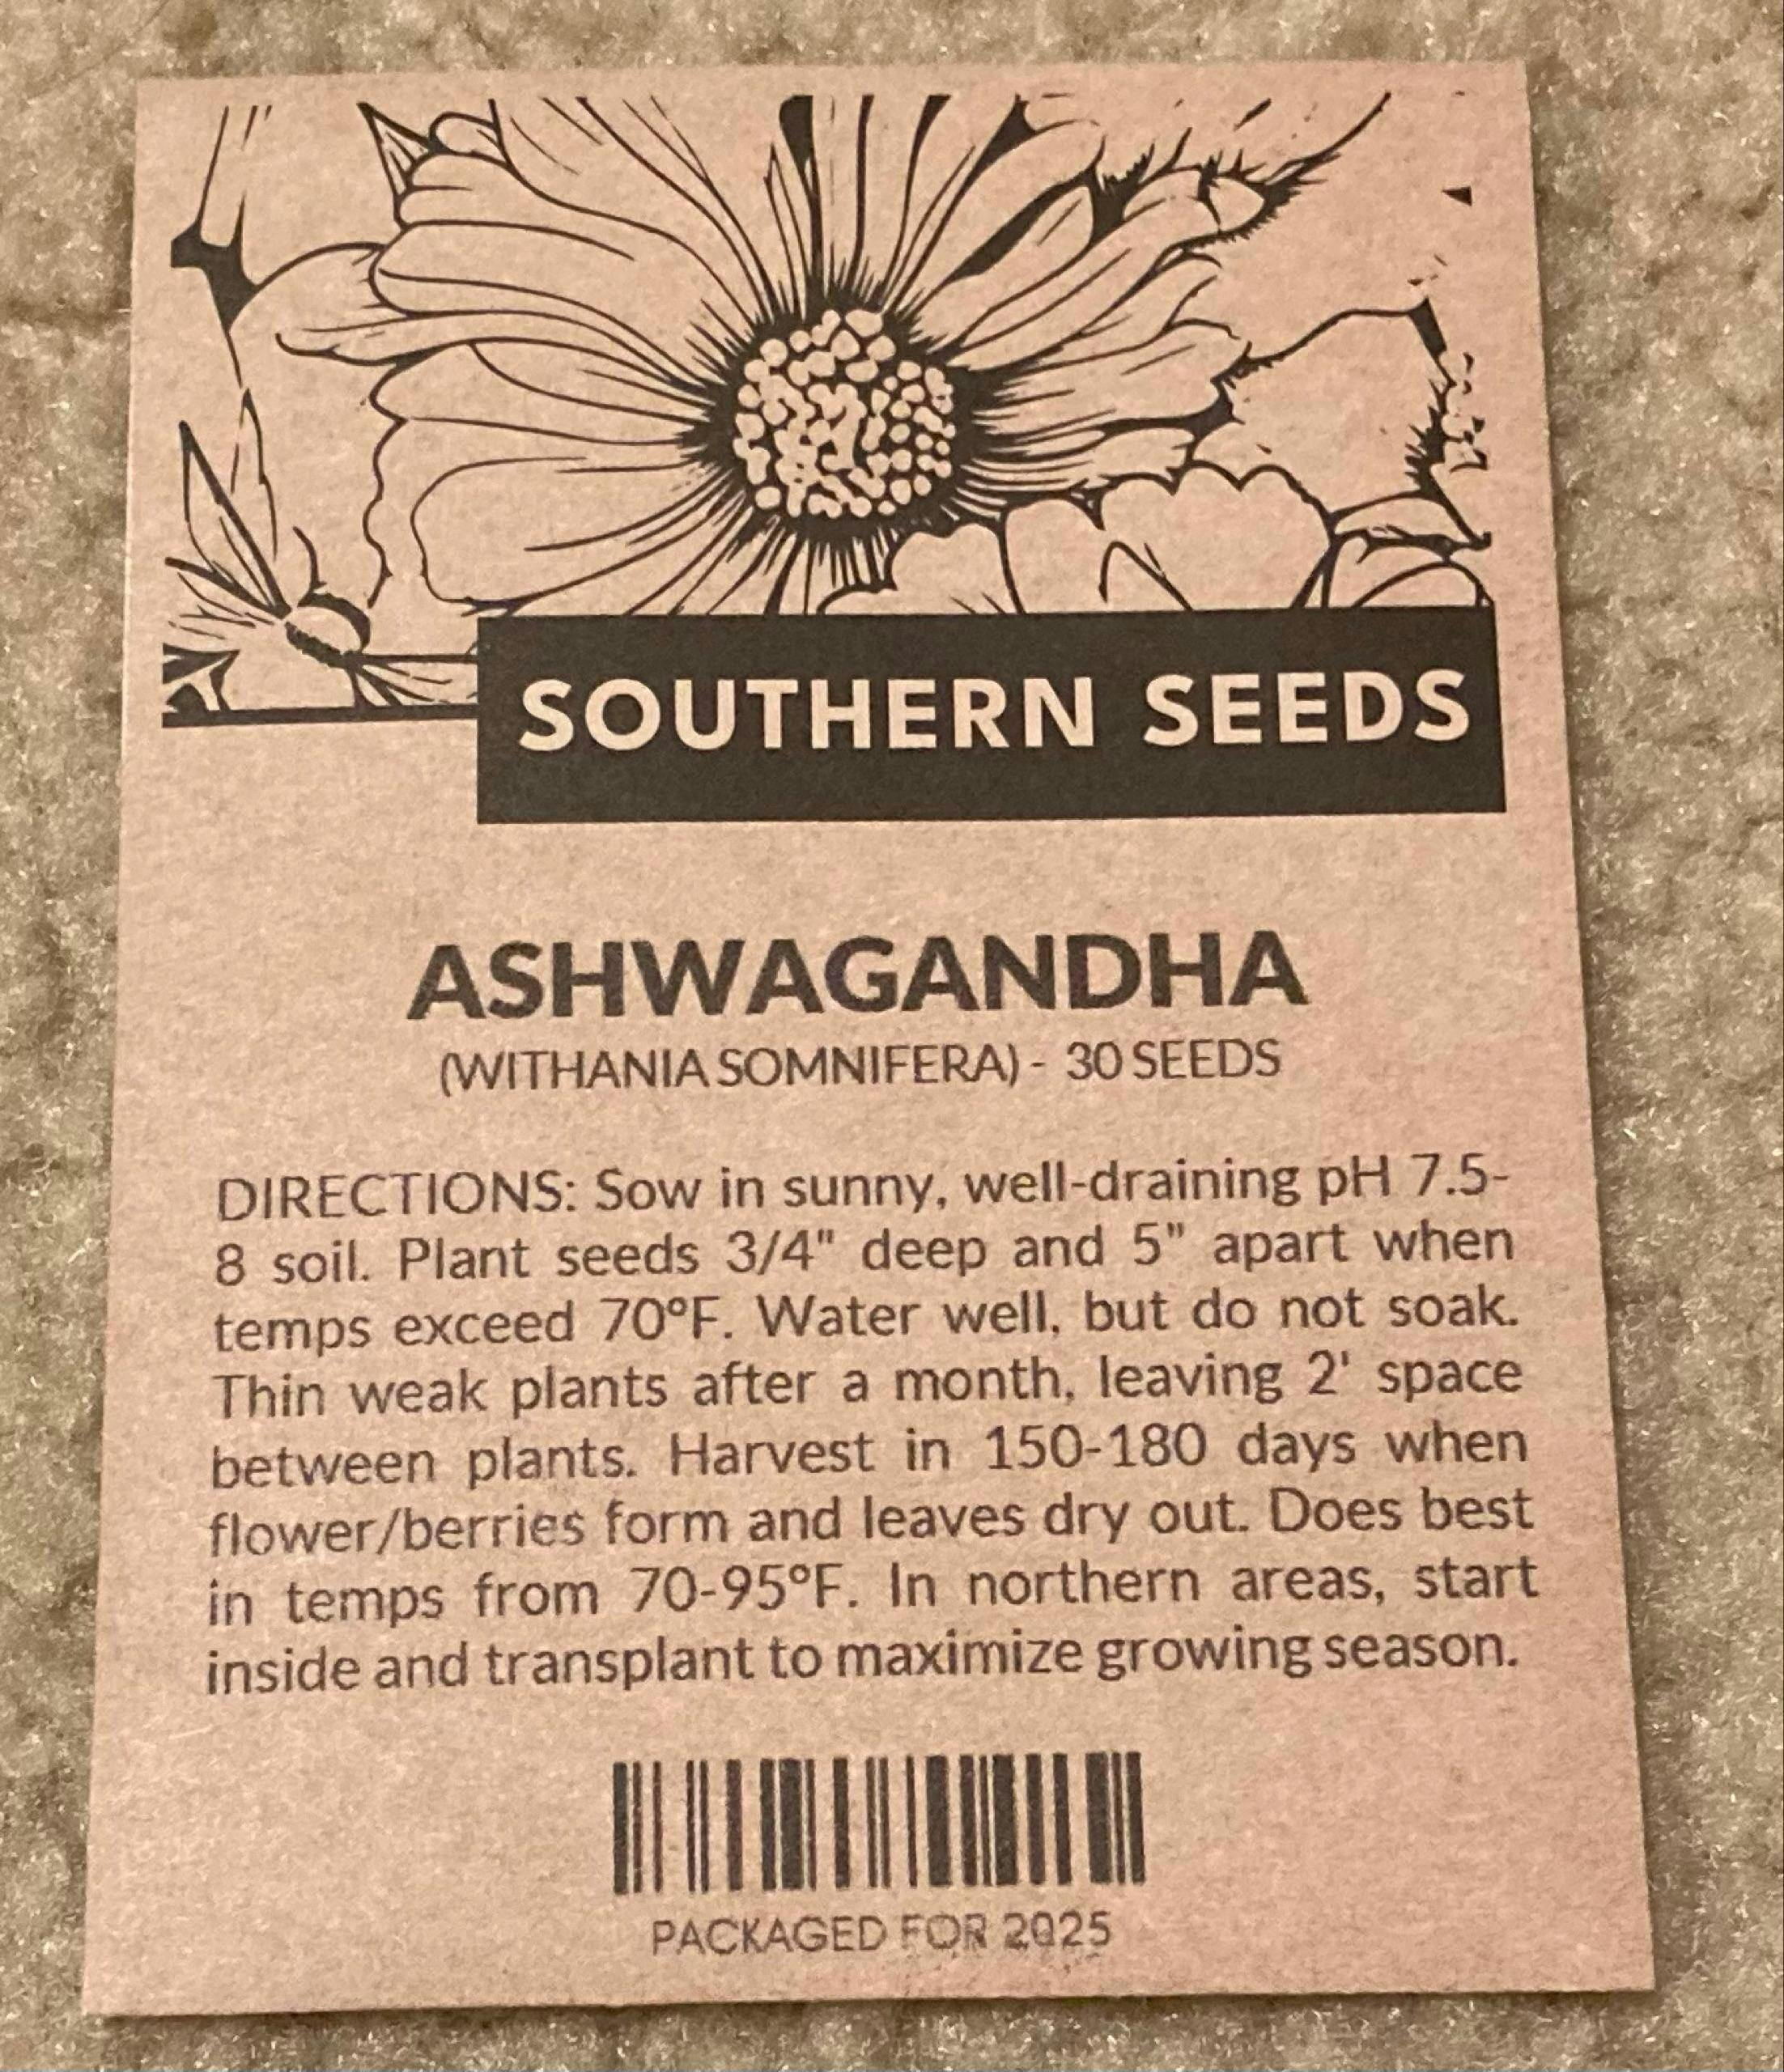 SOUTHERN SEEDS
ASHWAGANDHA
(WITHANIA SOMNIFERA) - 30 SEEDS
DIRECTIONS: Sow in sunny, well-draining pH 7.5-
8 soil. Plant seeds 3/4" deep and 5" apart when
temps exceed 70°F. Water well, but do not soak.
Thin weak plants after a month, leaving 2' space
between plants. Harvest in 150-180 days when
flower/berries form and leaves dry out. Does best
in temps from 70-95°F. In northern areas, start
inside and transplant to maximize growing season.
PACKAGED FOR 2025